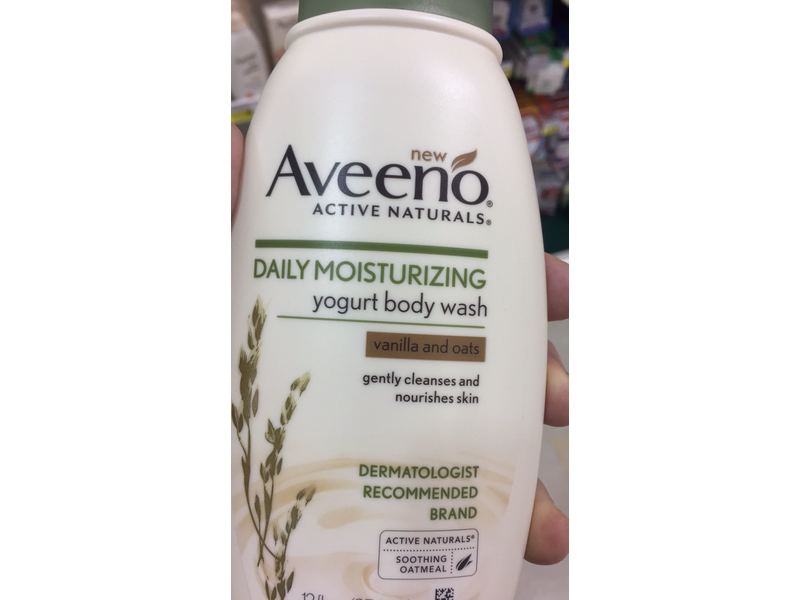 new
Aveeno®
ACTIVE NATURALS®
DAILY MOISTURIZING
yogurt body wash
vanilla and oats
gently cleanses and
nourishes skin
DERMATOLOGIST
RECOMMENDED
BRAND
ACTIVE NATURALS®
SOOTHING
OATMEAL